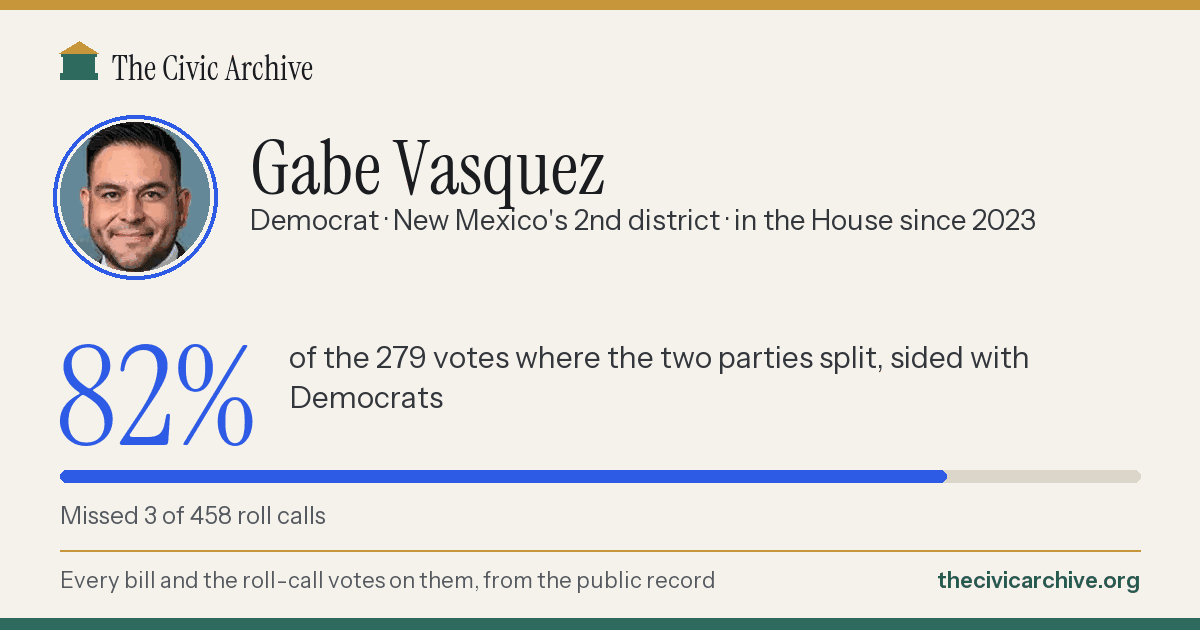 The Civic Archive
Gabe Vasquez
Democrat · New Mexico's 2nd district · in the House since 2023
82%
of the 279 votes where the two parties split, sided with
Democrats
Missed 3 of 458 roll calls
Every bill and the roll-call votes on them, from the public record
thecivicarchive.org